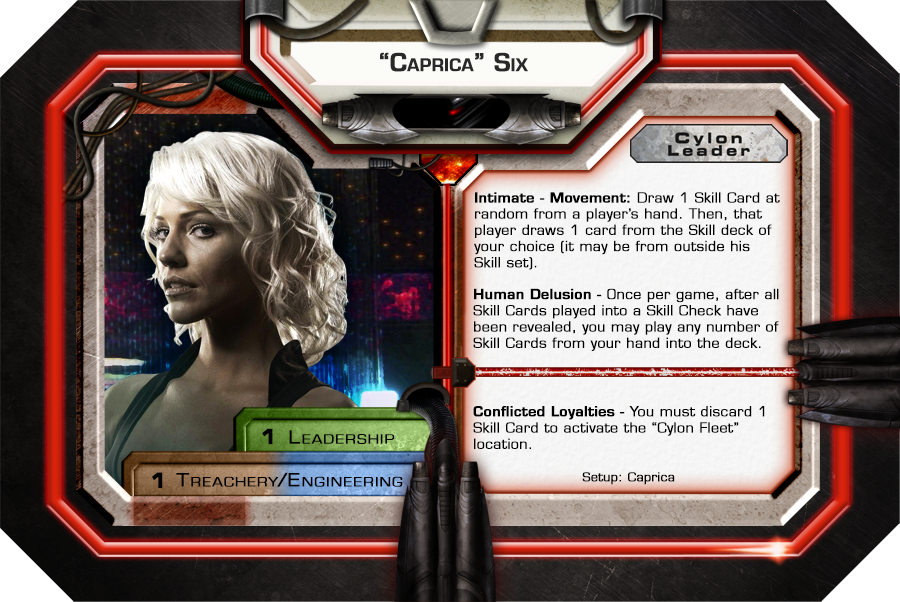 “Caprica” Six
Cylon
Leader
Intimate - Movement: Draw 1 Skill Card at
random from a player's hand. Then, that
player draws 1 card from the Skill deck of
your choice (it may be from outside his
Skill set).
Human Delusion - Once per game, after all
Skill Cards played into a Skill Check have
been revealed, you may play any number of
Skill Cards from your hand into the deck.
Conflicted Loyalties - You must discard 1
Skill Card to activate the “Cylon Fleet”
location.
Setup: Caprica
1 Leadership
1 Treachery/Engineering